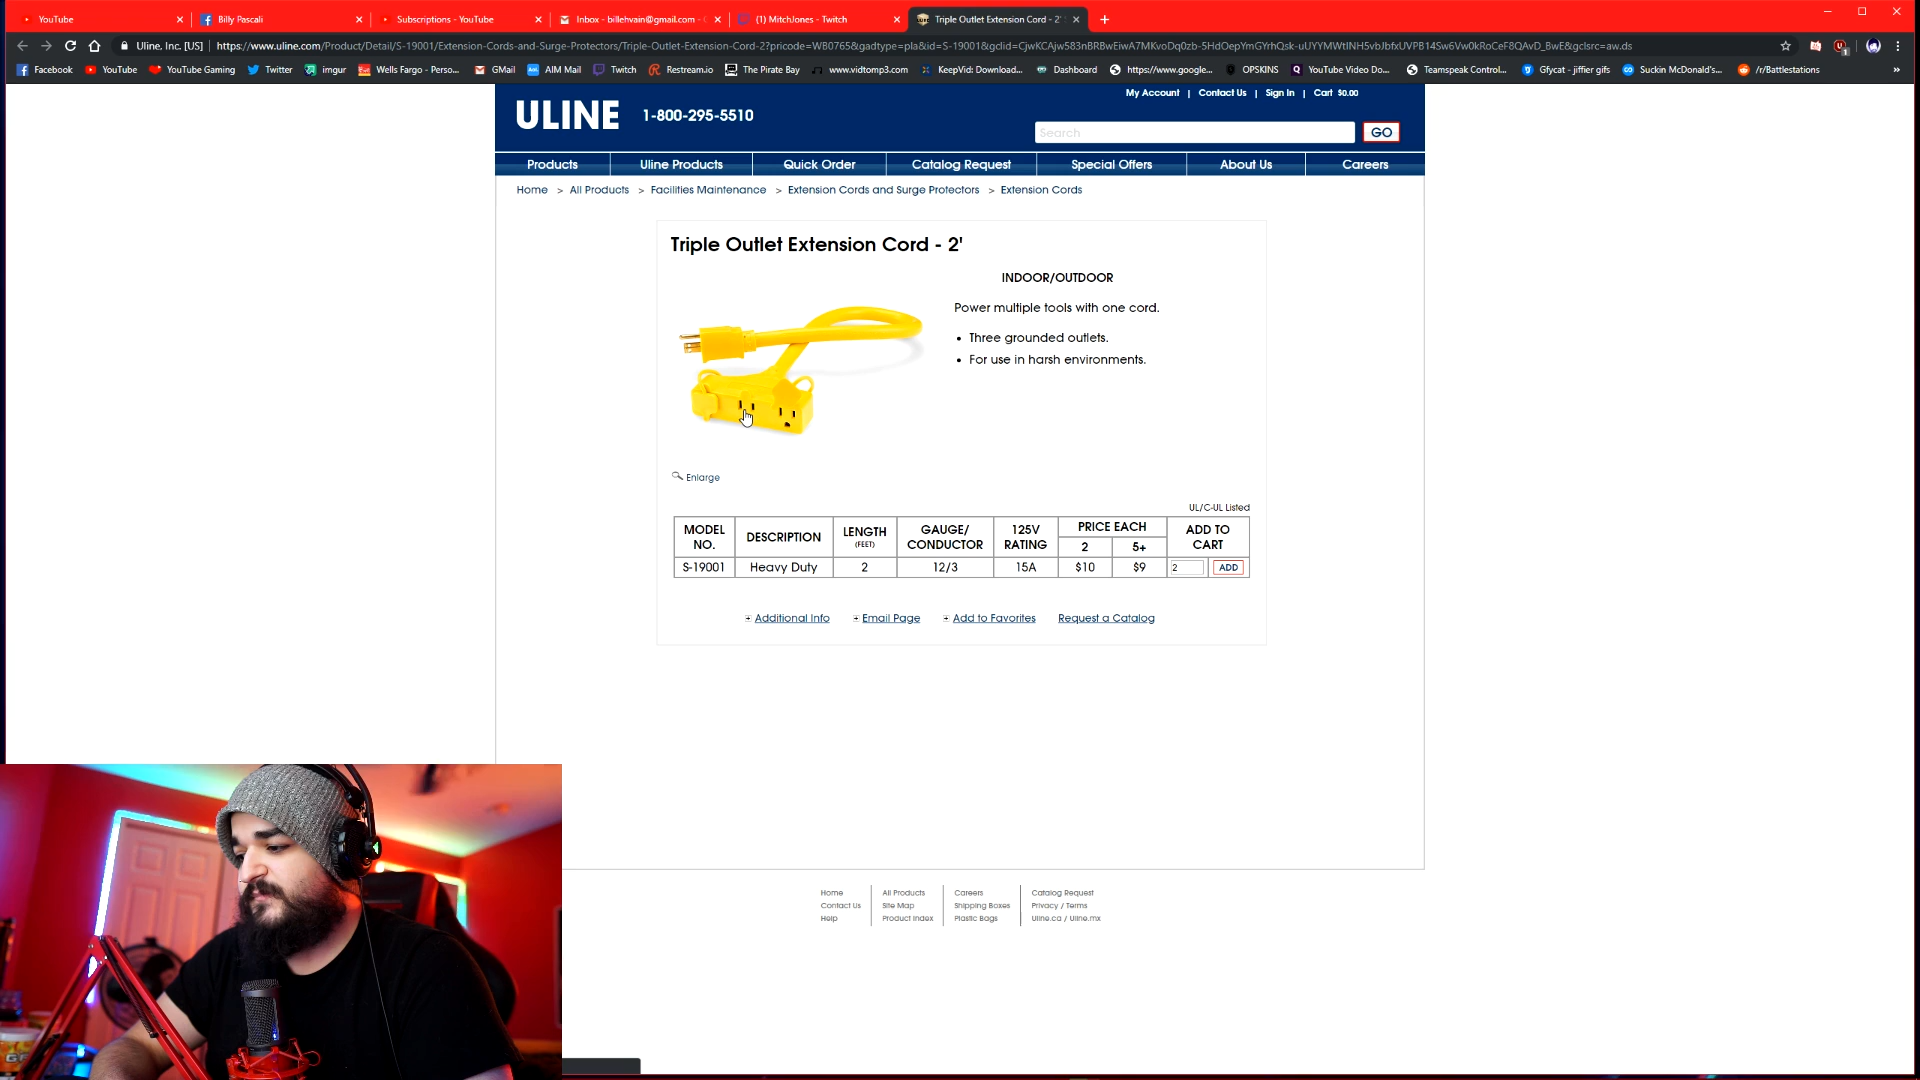 YouTube
Billy Pascali
Subscriptions - YouTube
Inbox - billehvain@gmail.com -
(1) MitchJones - Twitch
Triple Outlet Extension Cord - 2'
Uline, Inc. [US]
Facebook
YouTube
YouTube Gaming
Twitter
imgur
Wells Fargo - Perso...
GMail
AIM Mail
Twitch
Restream.io
The Pirate Bay
www.vidtomp3.com
KeepVid: Download...
Dashboard
https://www.google...
OPSKINS
YouTube Video Do...
Teamspeak Control...
Gfycat - jiffier gifs
Suckin McDonald's...
/r/Battlestations
»
My Account | Contact Us | Sign In | Cart $0.00
ULINE 1-800-295-5510
Search GO
Products Uline Products Quick Order Catalog Request Special Offers About Us Careers
Home > All Products > Facilities Maintenance > Extension Cords and Surge Protectors > Extension Cords
Triple Outlet Extension Cord - 2'
INDOOR/OUTDOOR
Power multiple tools with one cord.
• Three grounded outlets.
• For use in harsh environments.
Enlarge
UL/C-UL Listed
MODEL NO. DESCRIPTION LENGTH (FEET) GAUGE/ CONDUCTOR 125V RATING PRICE EACH 2 5+ ADD TO CART
S-19001 Heavy Duty 2 12/3 15A $10 $9 2 ADD
Additional Info Email Page Add to Favorites Request a Catalog
Home All Products Careers Catalog Request
Contact Us Site Map Shipping Boxes Privacy / Terms
Help Product Index Plastic Bags Uline.ca / Uline.mx